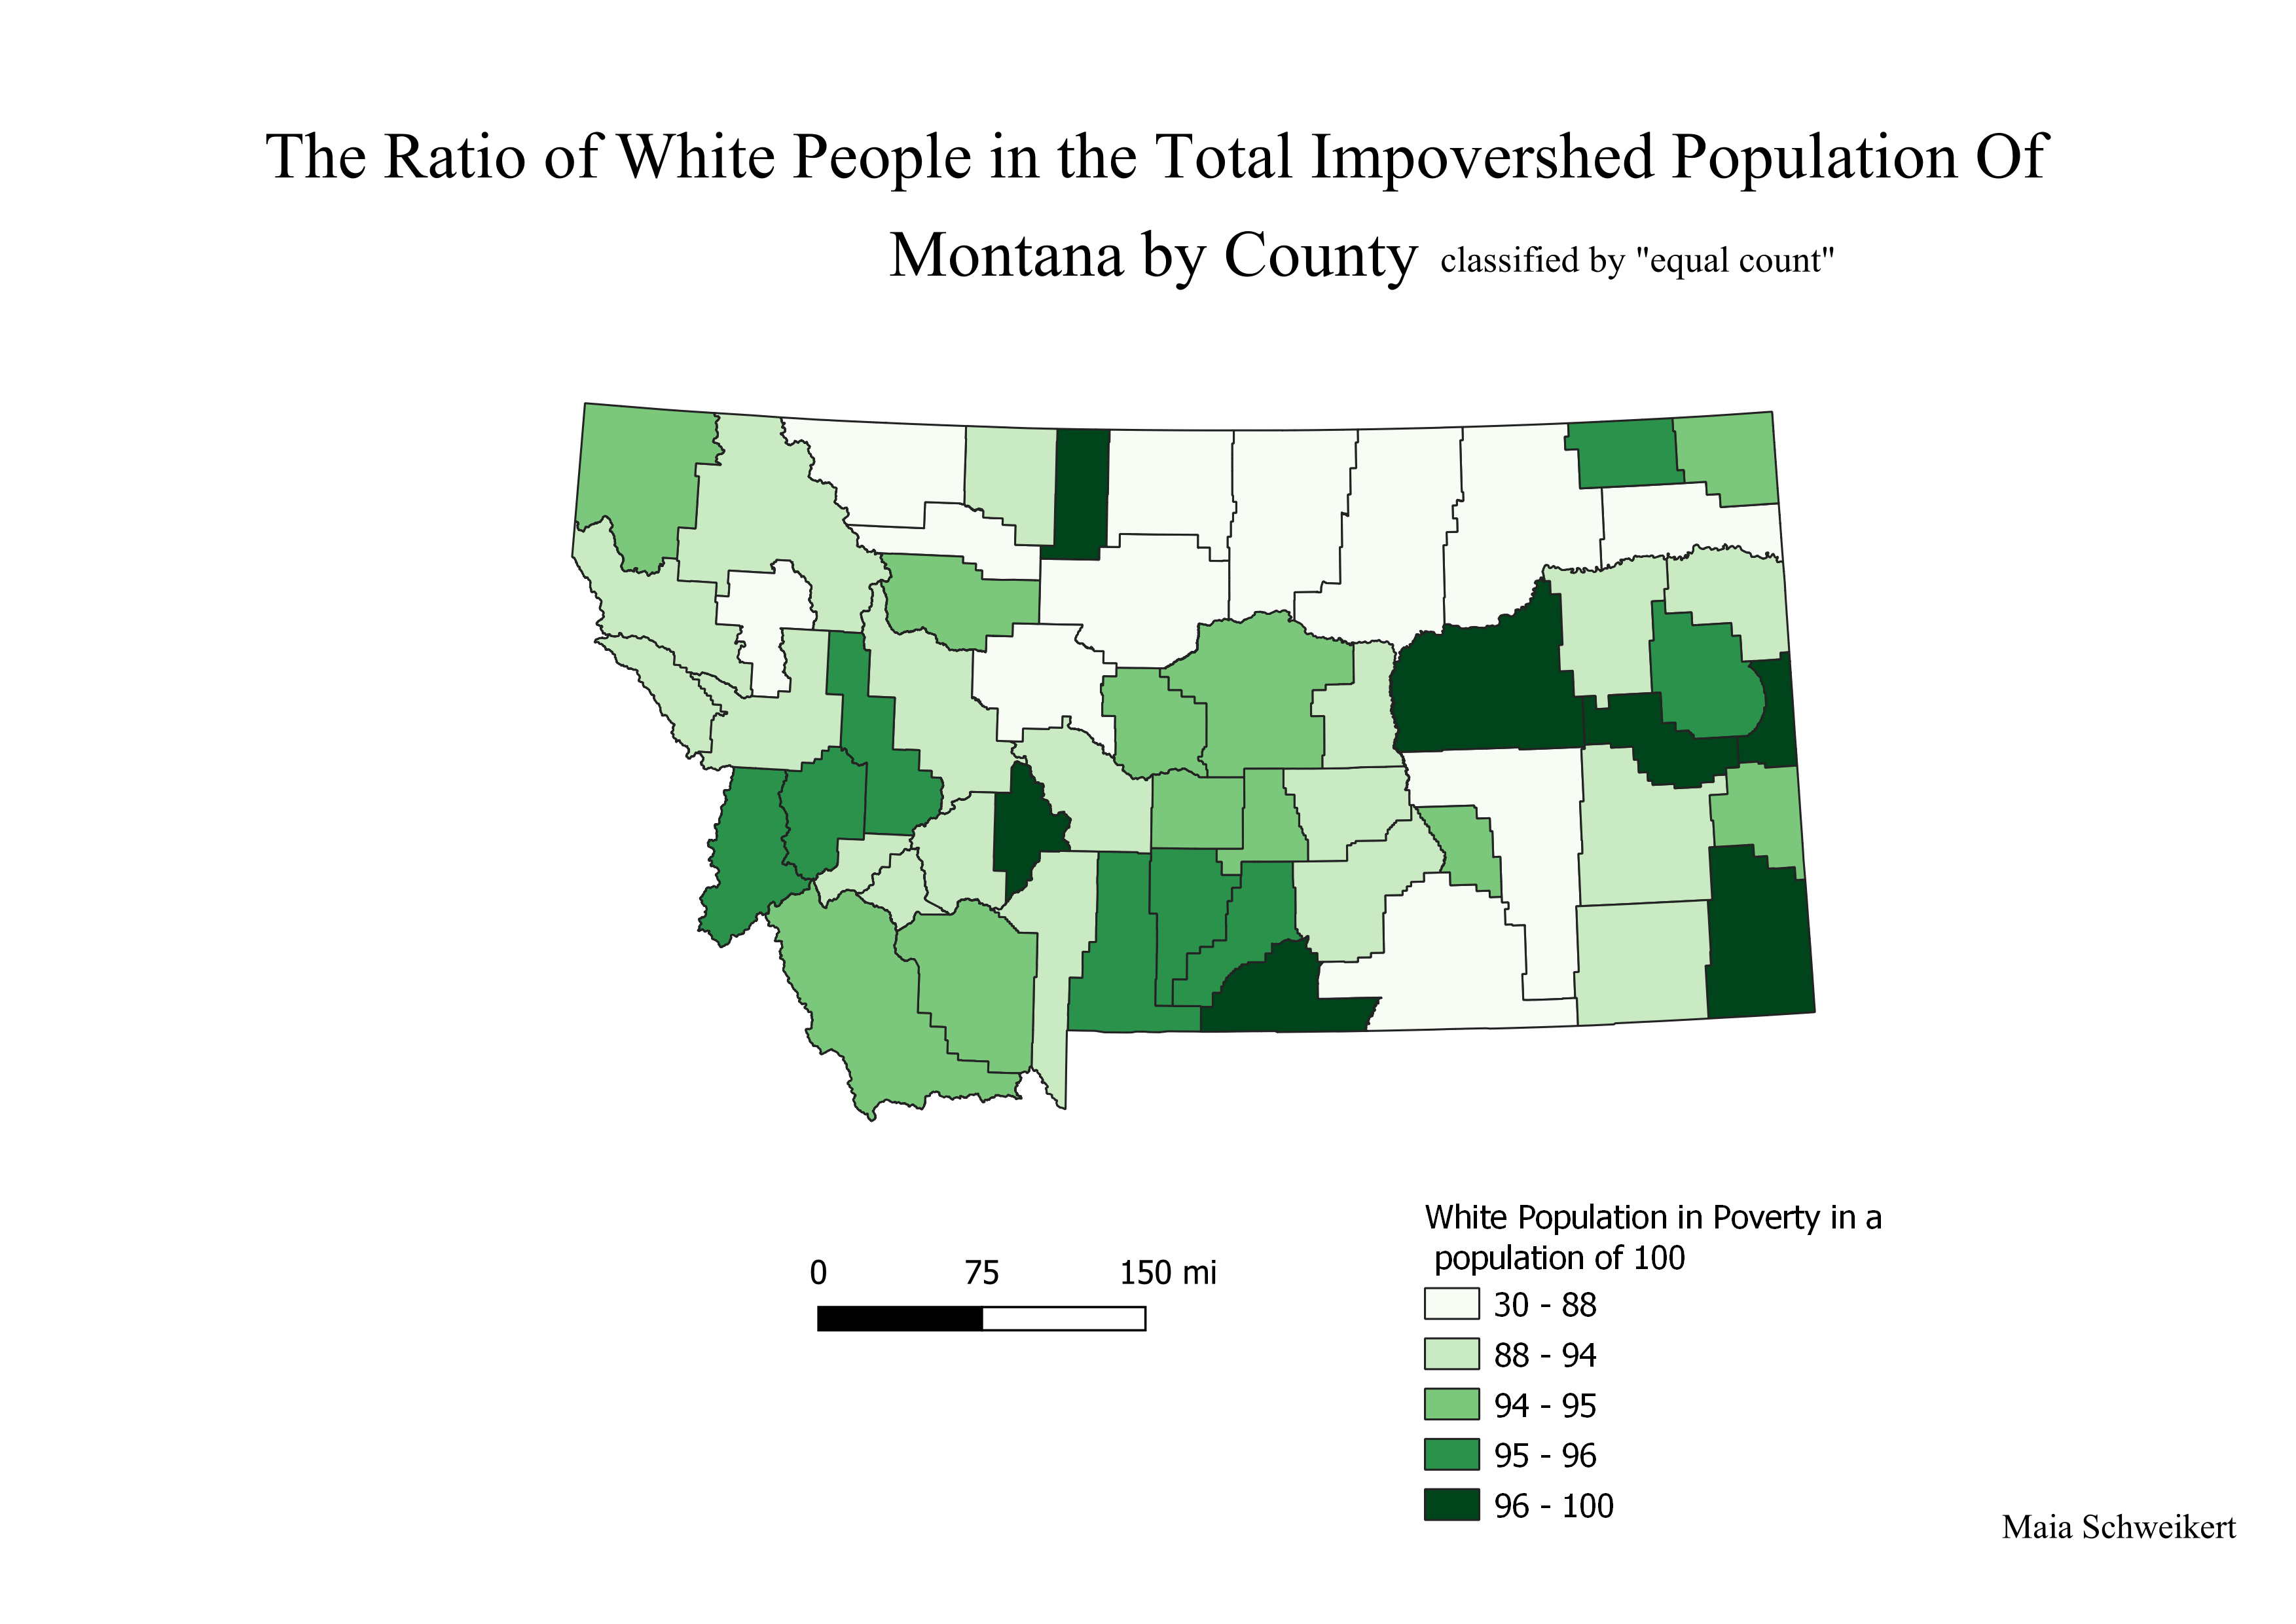 The Ratio of White People in the Total Impovershed Population Of
Montana by County classified by "equal count"
0 75 150 mi
White Population in Poverty in a
population of 100
30 - 88
88 - 94
94 - 95
95 - 96
96 - 100
Maia Schweikert